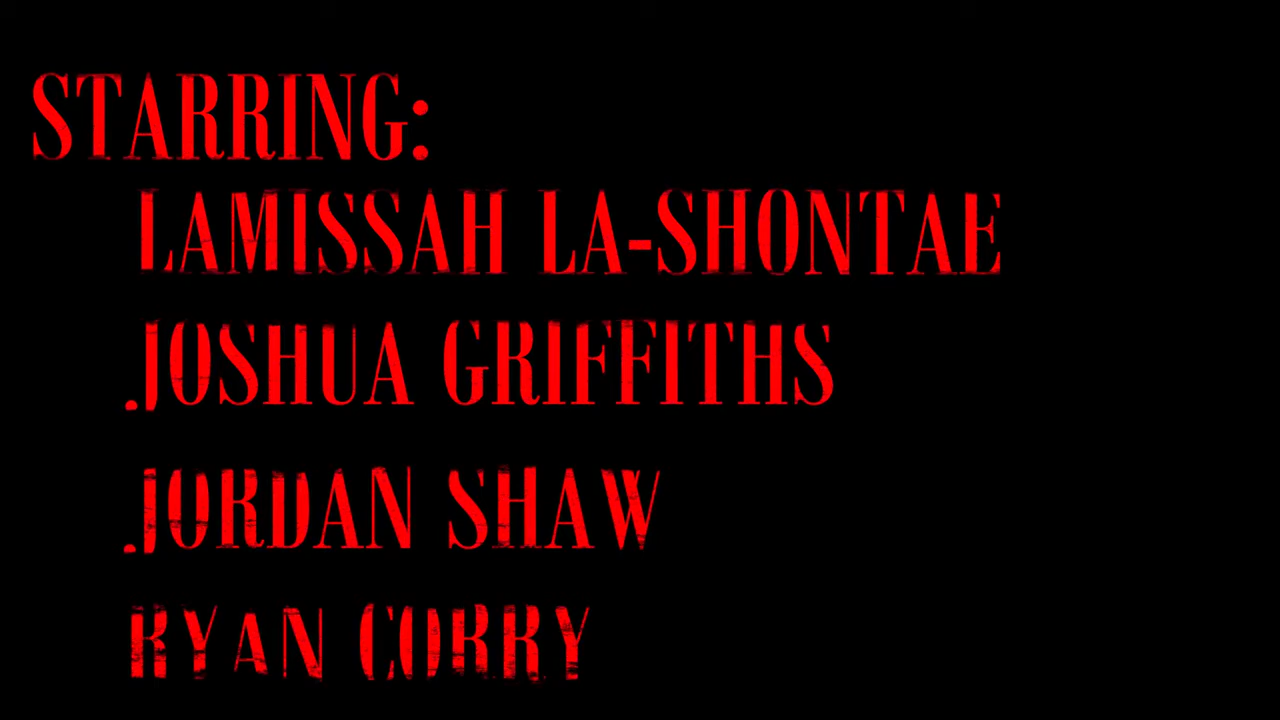 STARRING:
LAMISSAH LA-SHONTAE
JOSHUA GRIFFITHS
JORDAN SHAW
RYAN CORRY